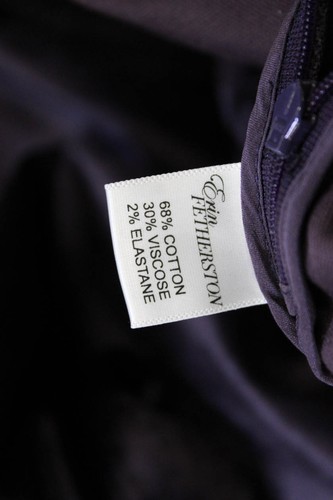 Erin
FETHERSTON
68% COTTON
30% VISCOSE
2% ELASTANE